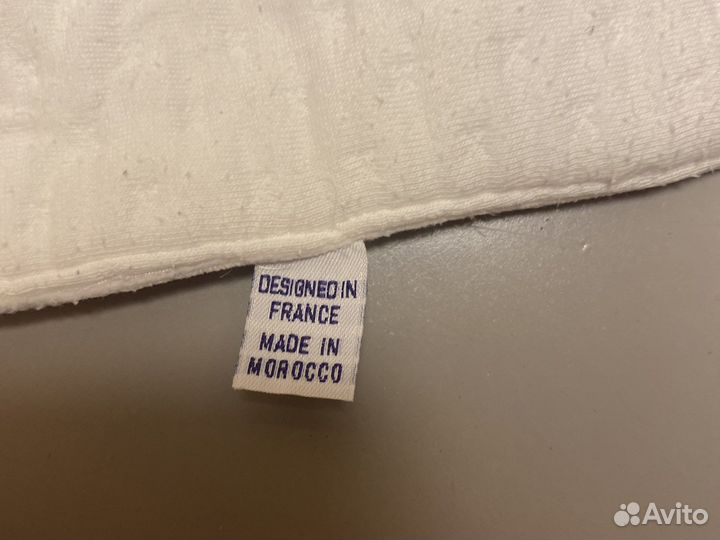 DESIGNED IN
FRANCE
MADE IN
MOROCCO
Avito